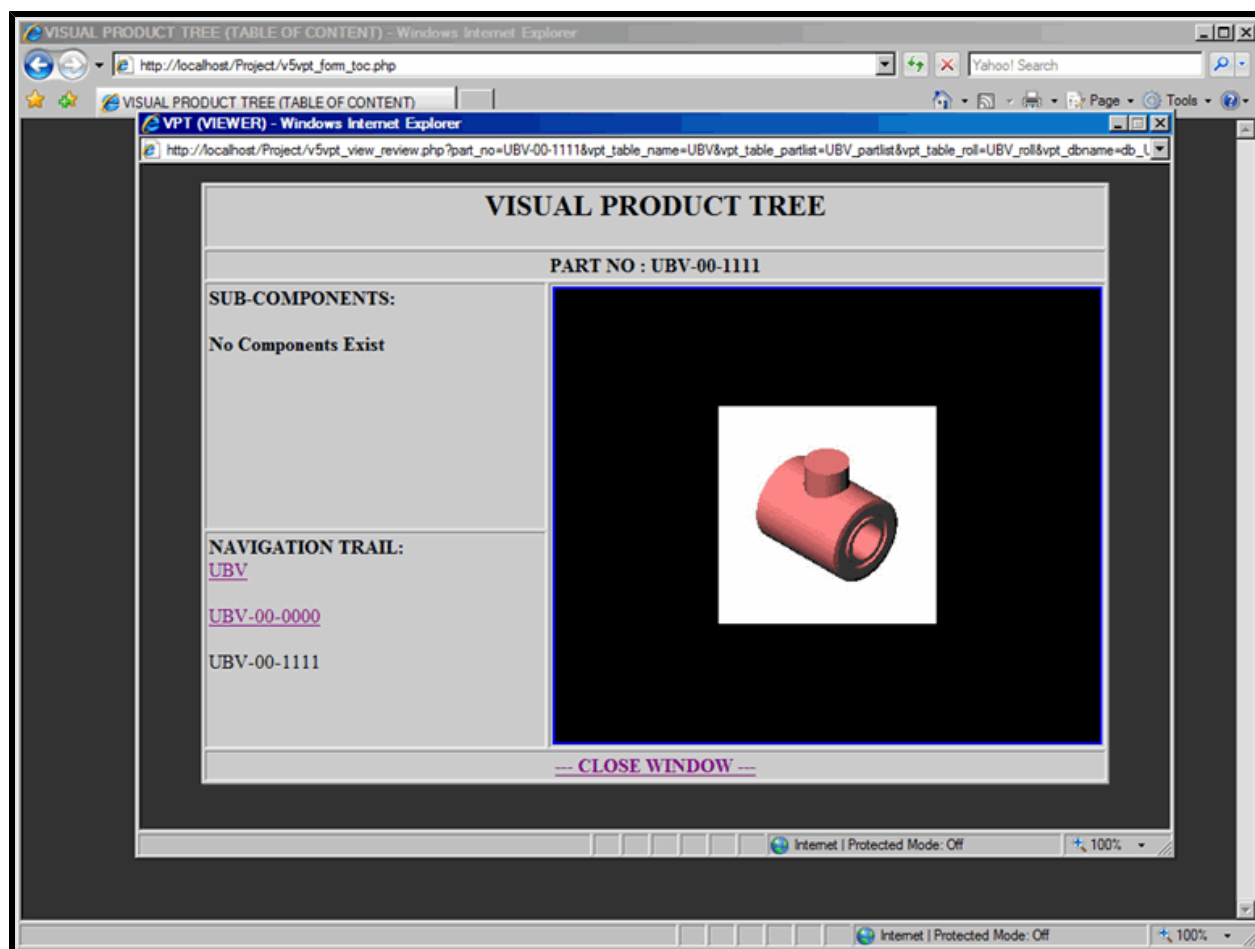 VISUAL PRODUCT TREE (TABLE OF CONTENT) - Windows Internet Explorer
http://localhost/Project/v5vpt_form_toc.php
Yahoo! Search
VISUAL PRODUCT TREE (TABLE OF CONTENT)
Page
Tools
VPT (VIEWER) - Windows Internet Explorer
http://localhost/Project/v5vpt_view_review.php?part_no=UBV-00-1111&vpt_table_name=UBV&vpt_table_partlist=UBV_partlist&vpt_table_roll=UBV_roll&vpt_dbname=db_U
VISUAL PRODUCT TREE
PART NO : UBV-00-1111
SUB-COMPONENTS:
No Components Exist
NAVIGATION TRAIL:
UBV
UBV-00-0000
UBV-00-1111
--- CLOSE WINDOW ---
Internet | Protected Mode: Off
100%
Internet | Protected Mode: Off
100%